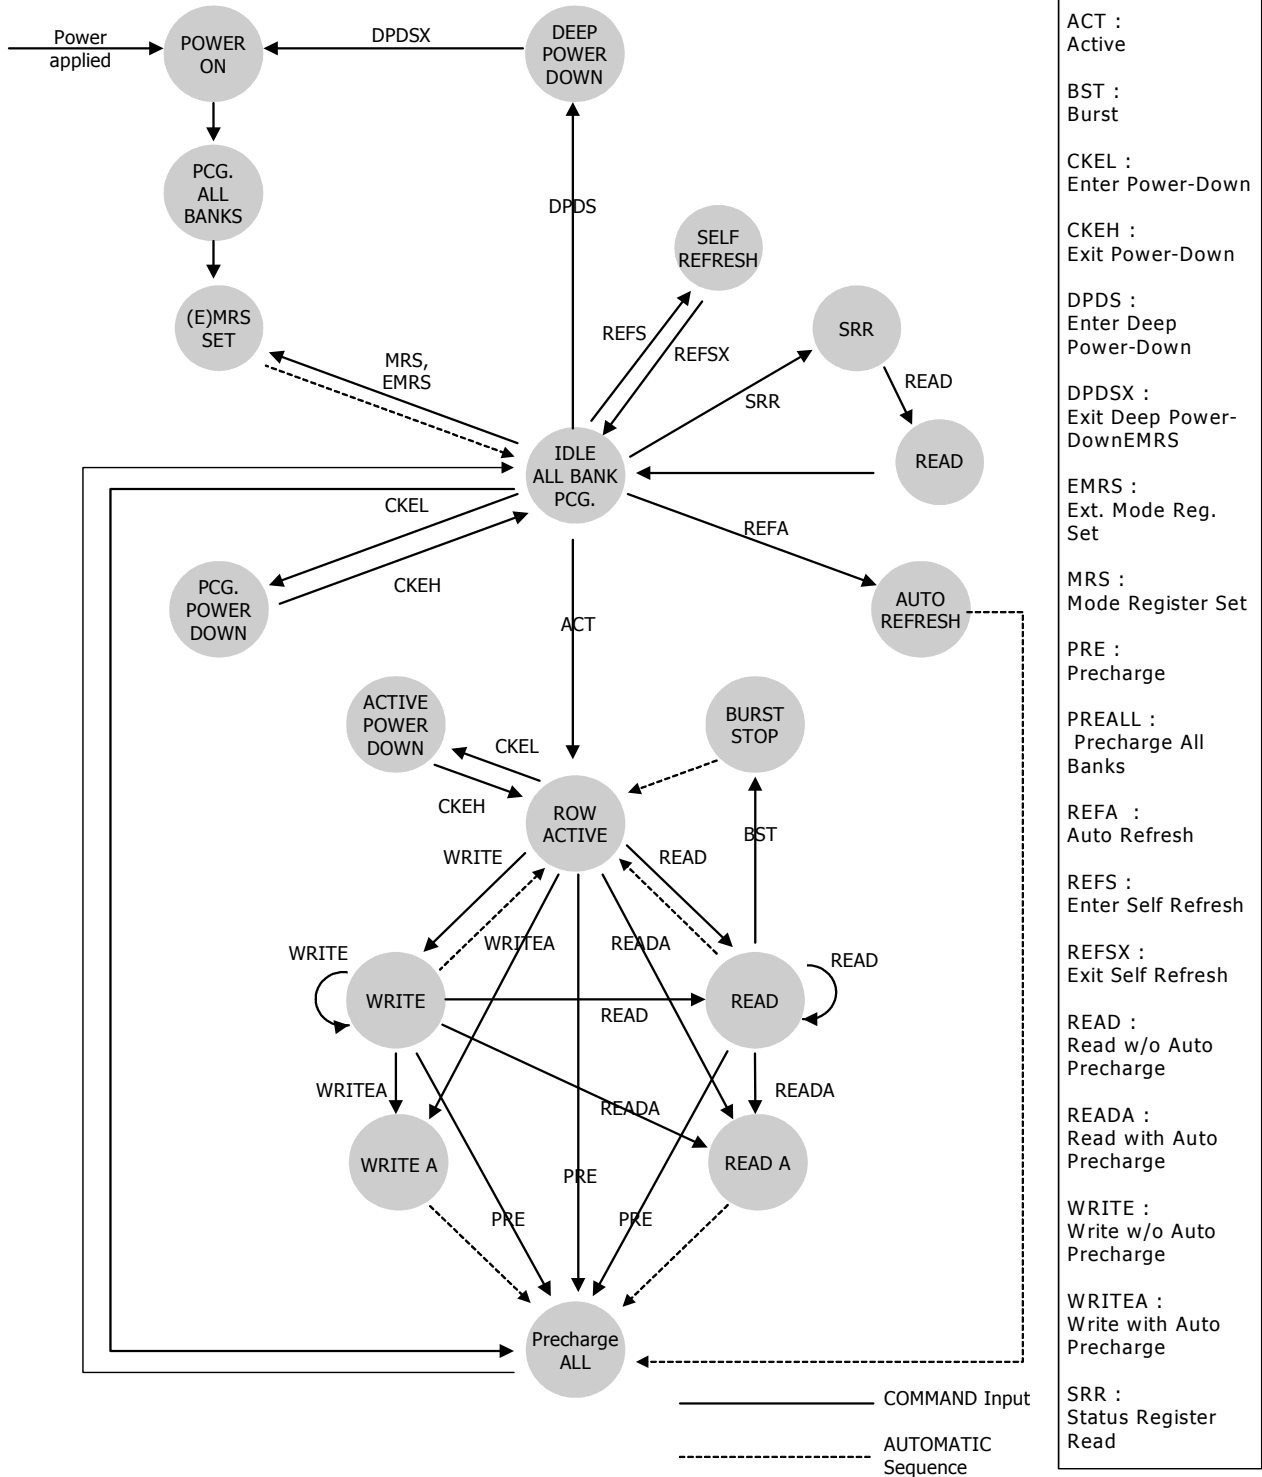 Power
applied
POWER
ON
DPDSX
DEEP
POWER
DOWN
PCG.
ALL
BANKS
DPDS
SELF
REFRESH
(E)MRS
SET
MRS,
EMRS
REFS
REFSX
SRR
SRR
READ
READ
IDLE
ALL BANK
PCG.
CKEL
CKEH
PCG.
POWER
DOWN
REFA
AUTO
REFRESH
ACT
ACTIVE
POWER
DOWN
CKEL
CKEH
BURST
STOP
ROW
ACTIVE
BST
WRITE
READ
WRITEA
READA
WRITE
WRITE
READ
READ
READ
WRITEA
READA
READA
WRITE A
READ A
PRE
PRE
PRE
Precharge
ALL
COMMAND Input
AUTOMATIC
Sequence
ACT :
Active
BST :
Burst
CKEL :
Enter Power-Down
CKEH :
Exit Power-Down
DPDS :
Enter Deep
Power-Down
DPDSX :
Exit Deep Power-
DownEMRS
EMRS :
Ext. Mode Reg.
Set
MRS :
Mode Register Set
PRE :
Precharge
PREALL :
Precharge All
Banks
REFA :
Auto Refresh
REFS :
Enter Self Refresh
REFSX :
Exit Self Refresh
READ :
Read w/o Auto
Precharge
READA :
Read with Auto
Precharge
WRITE :
Write w/o Auto
Precharge
WRITEA :
Write with Auto
Precharge
SRR :
Status Register
Read